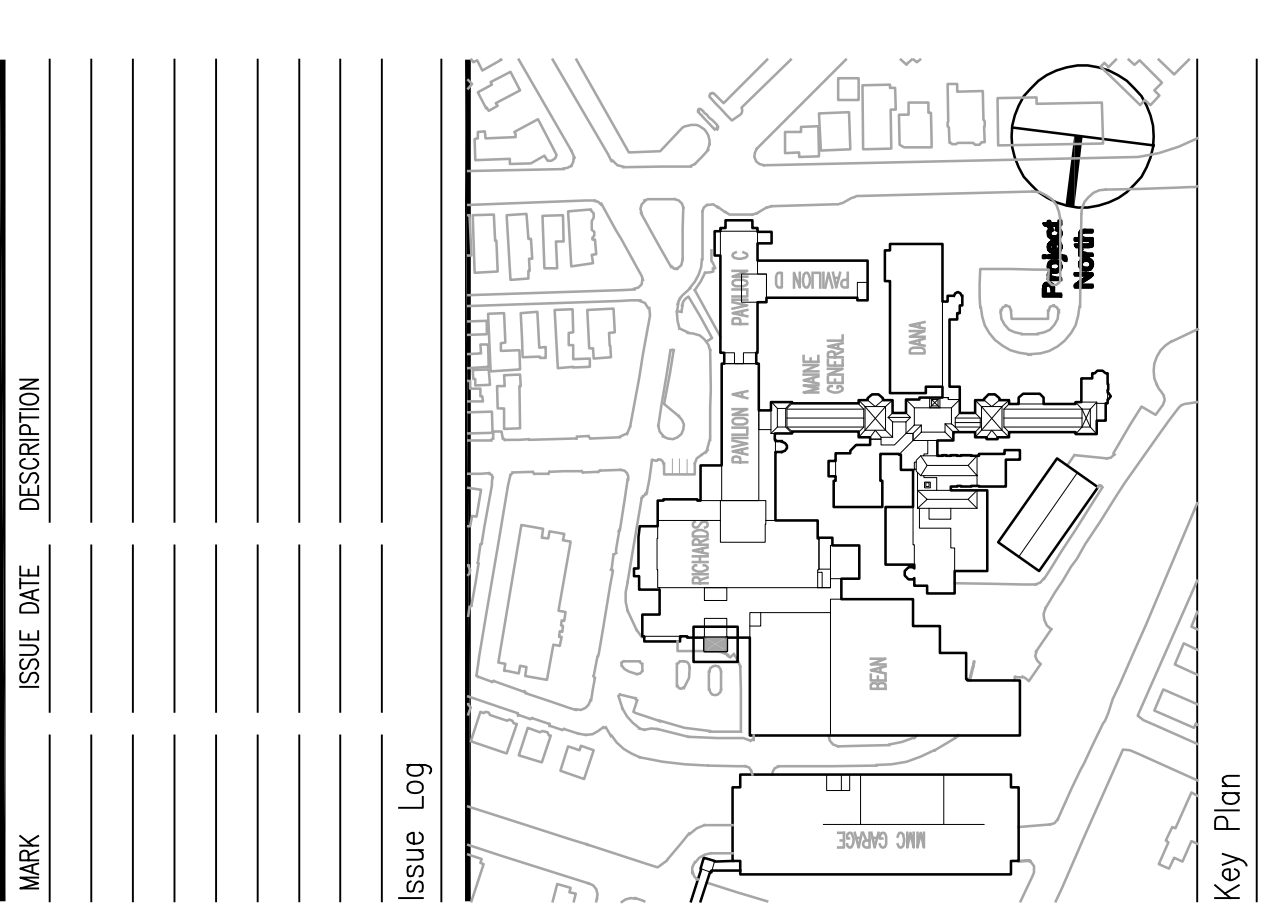 MARK ISSUE DATE DESCRIPTION
Issue Log
PAVILION C
PAVILION D
DANA
MAINE
GENERAL
PAVILION A
RICHARDS
BEAN
MMC GARAGE
Project
North
Key Plan